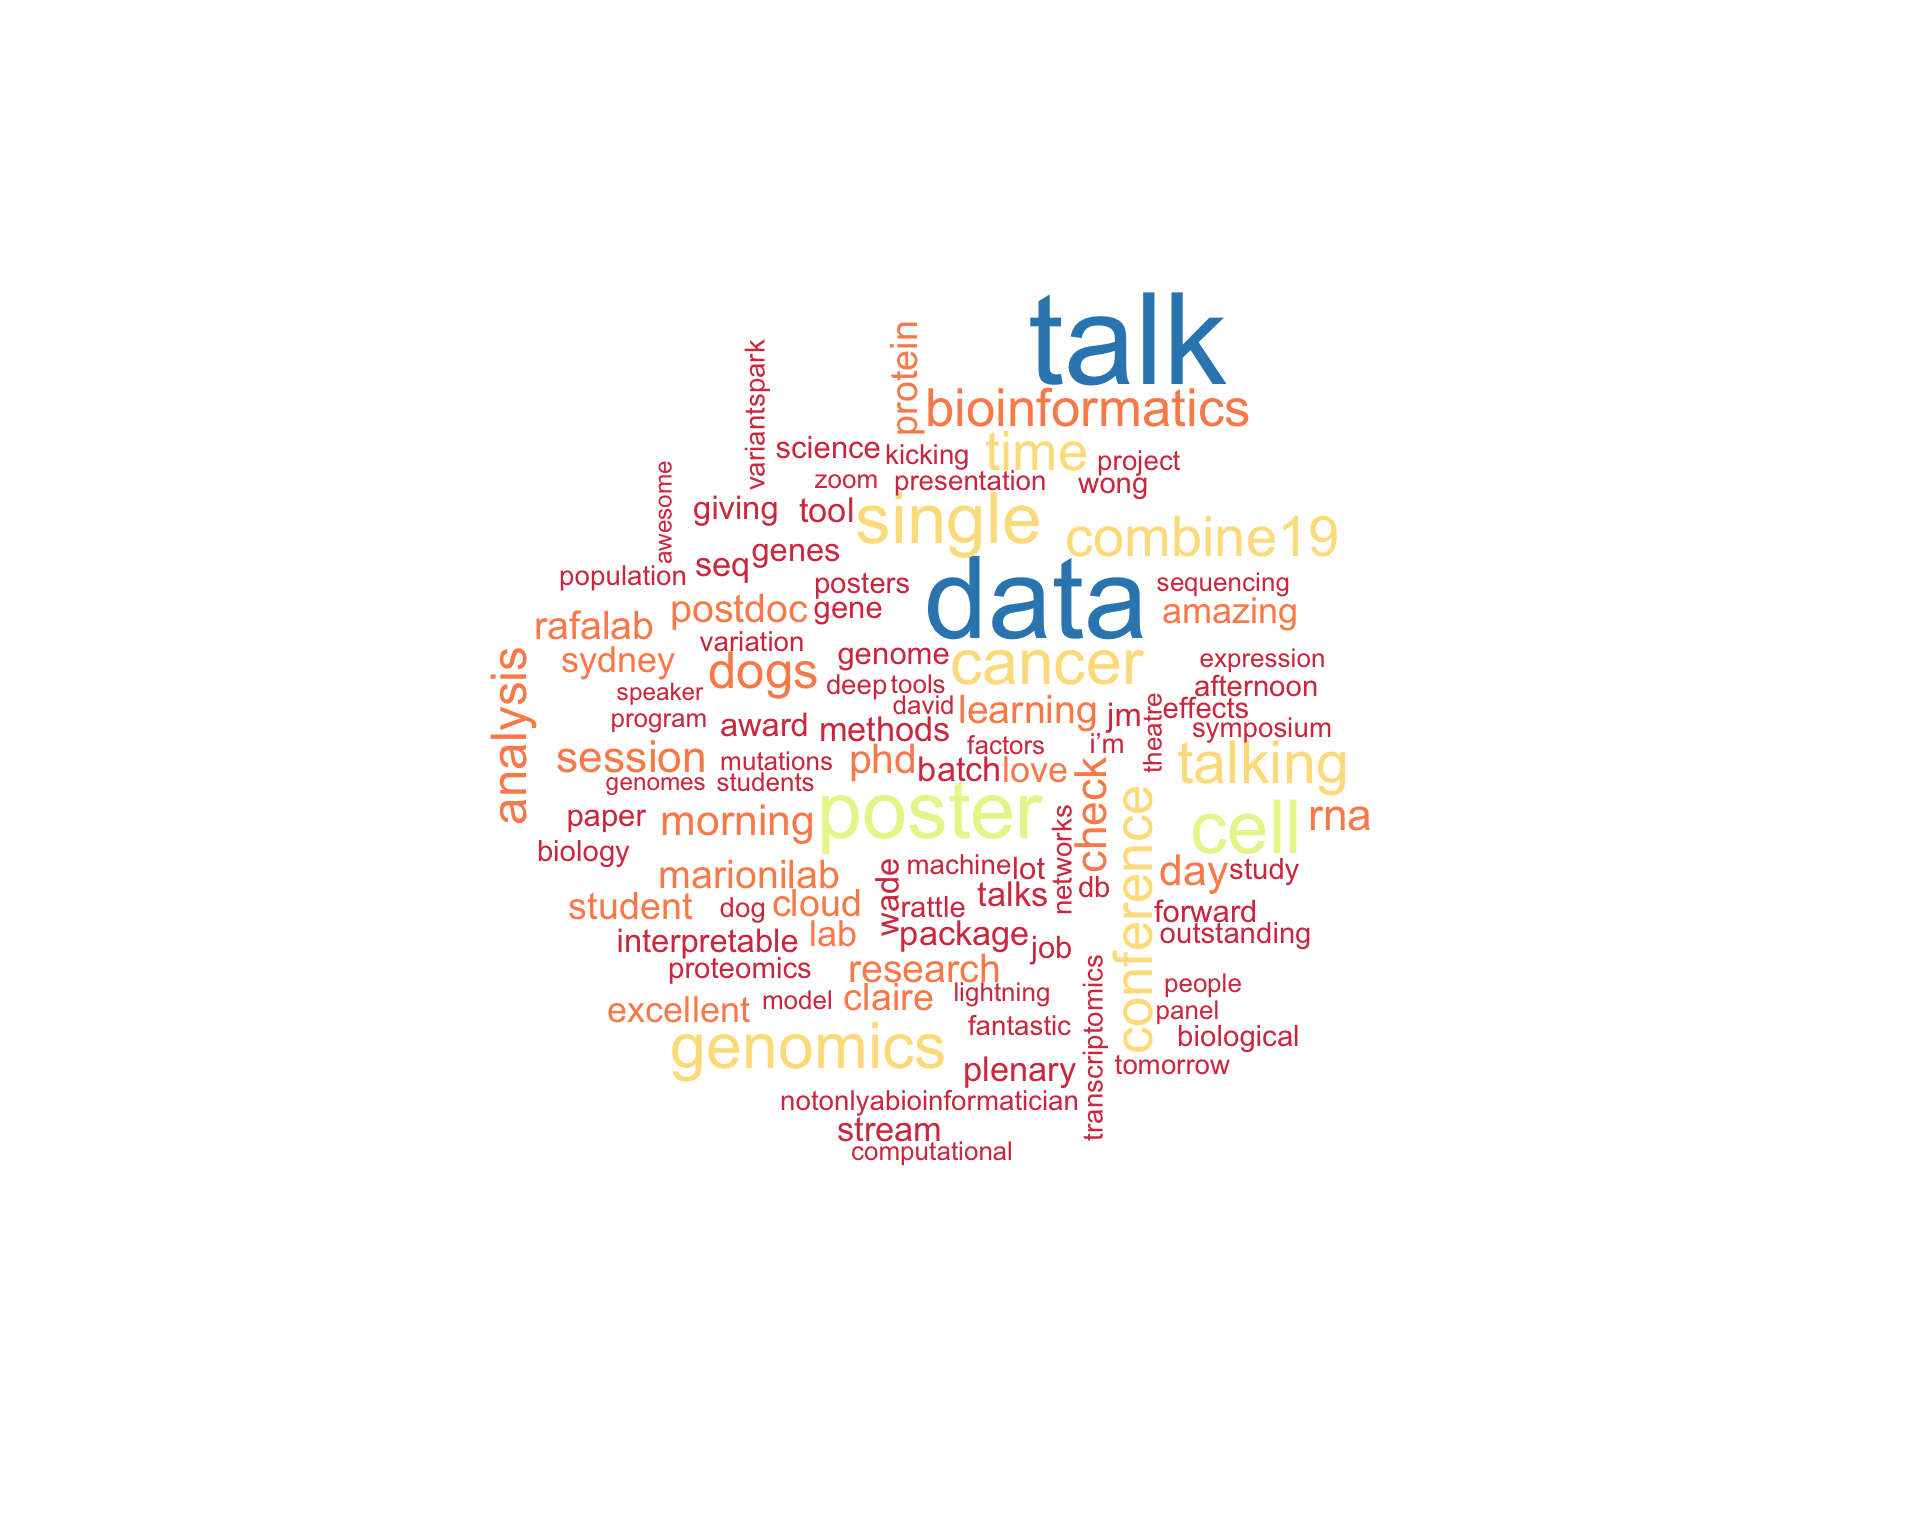 talk
protein
bioinformatics
variantspark
science
kicking
time
project
zoom
presentation
wong
awesome
giving
tool
single
combine19
genes
seq
population
posters
data
sequencing
postdoc
gene
amazing
rafalab
variation
genome
cancer
expression
sydney
dogs
deep
tools
afternoon
analysis
speaker
david
learning
jm
theatre
effects
program
award
methods
symposium
session
mutations
phd
factors
i’m
talking
genomes
students
batch
love
check
conference
paper
morning
poster
cell
rna
biology
networks
marionilab
wade
machine
lot
day
study
student
dog
cloud
rattle
talks
db
forward
interpretable
lab
package
job
outstanding
proteomics
research
transcriptomics
people
excellent
model
claire
lightning
panel
genomics
fantastic
biological
plenary
tomorrow
notonlyabioinformatician
stream
computational